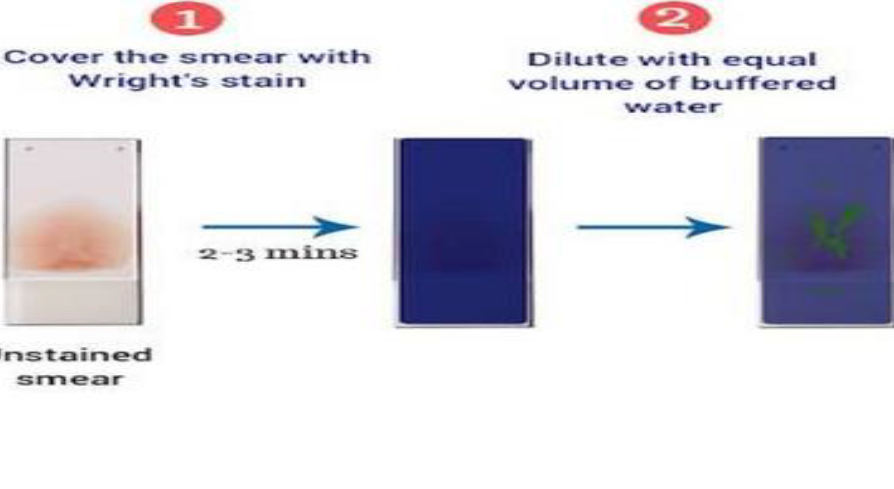 1
Cover the smear with
Wright's stain
2
Dilute with equal
volume of buffered
water
2-3 mins
nstained
smear